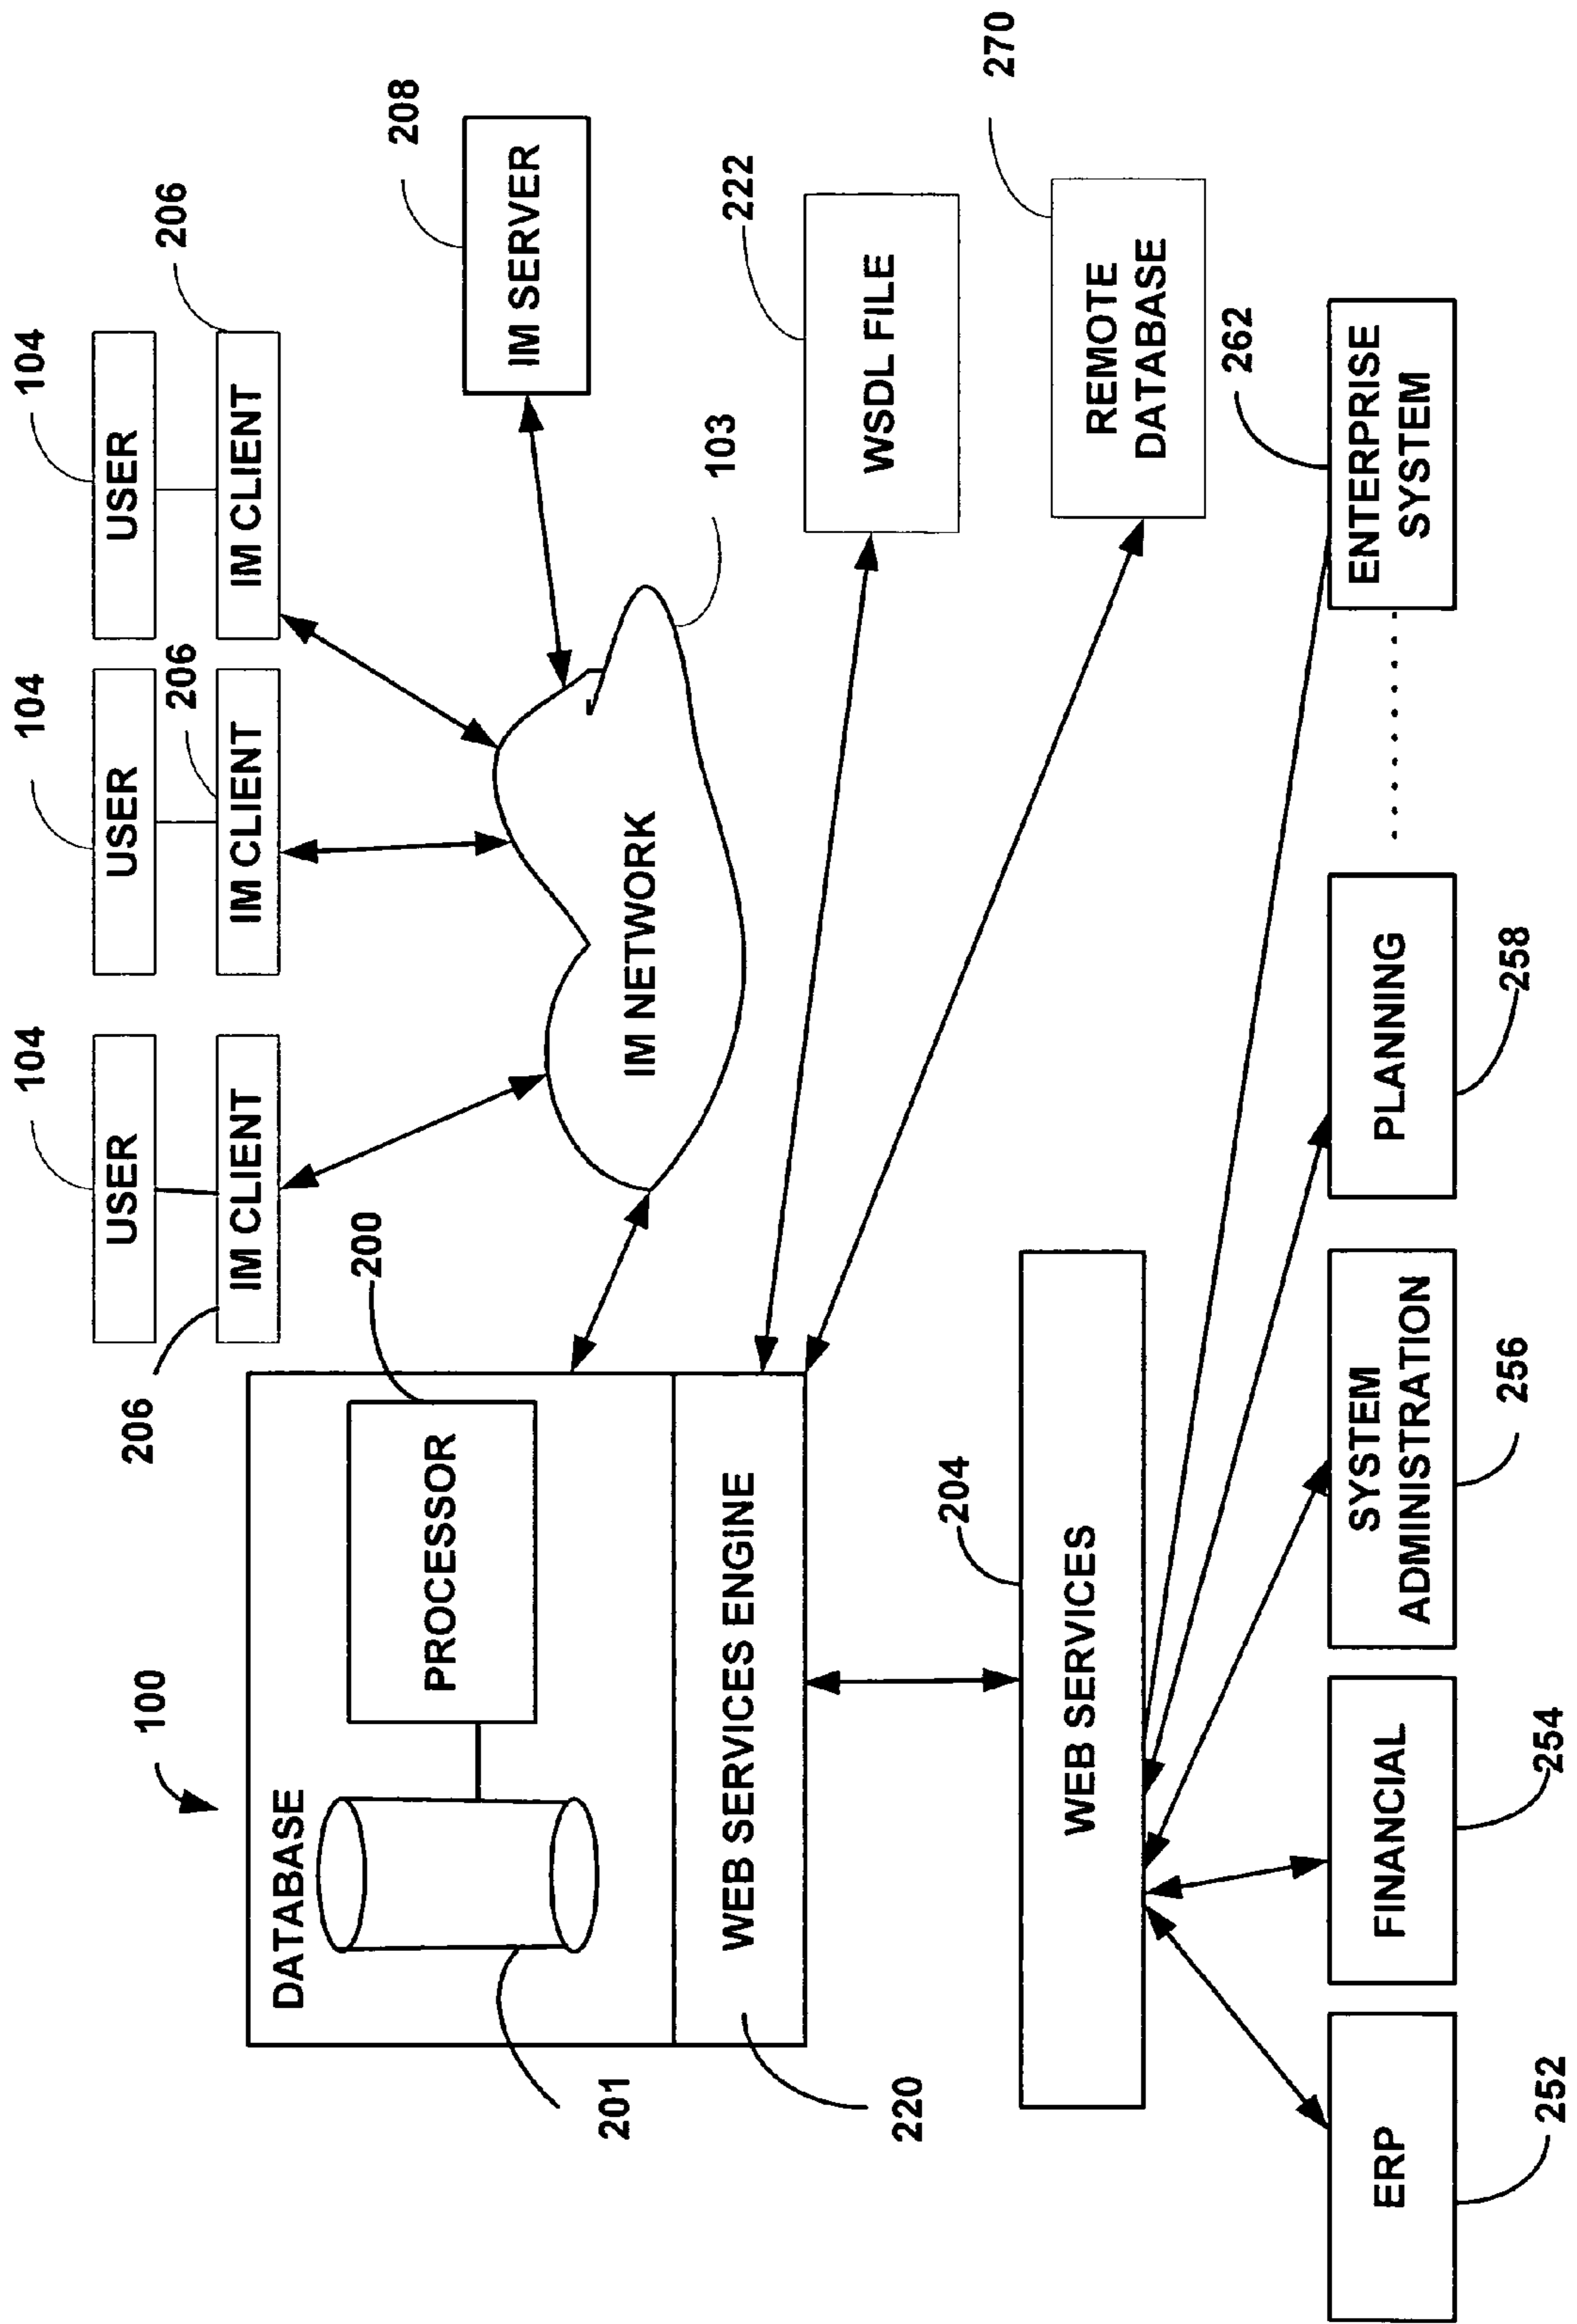 104
104
104
USER
USER
USER
206
206
206
IM CLIENT
IM CLIENT
IM CLIENT
208
IM SERVER
100
DATABASE
200
PROCESSOR
201
WEB SERVICES ENGINE
220
IM NETWORK
103
222
WSDL FILE
270
REMOTE
DATABASE
204
WEB SERVICES
262
ENTERPRISE
SYSTEM
ERP
FINANCIAL
SYSTEM
ADMINISTRATION
PLANNING
252
254
256
258